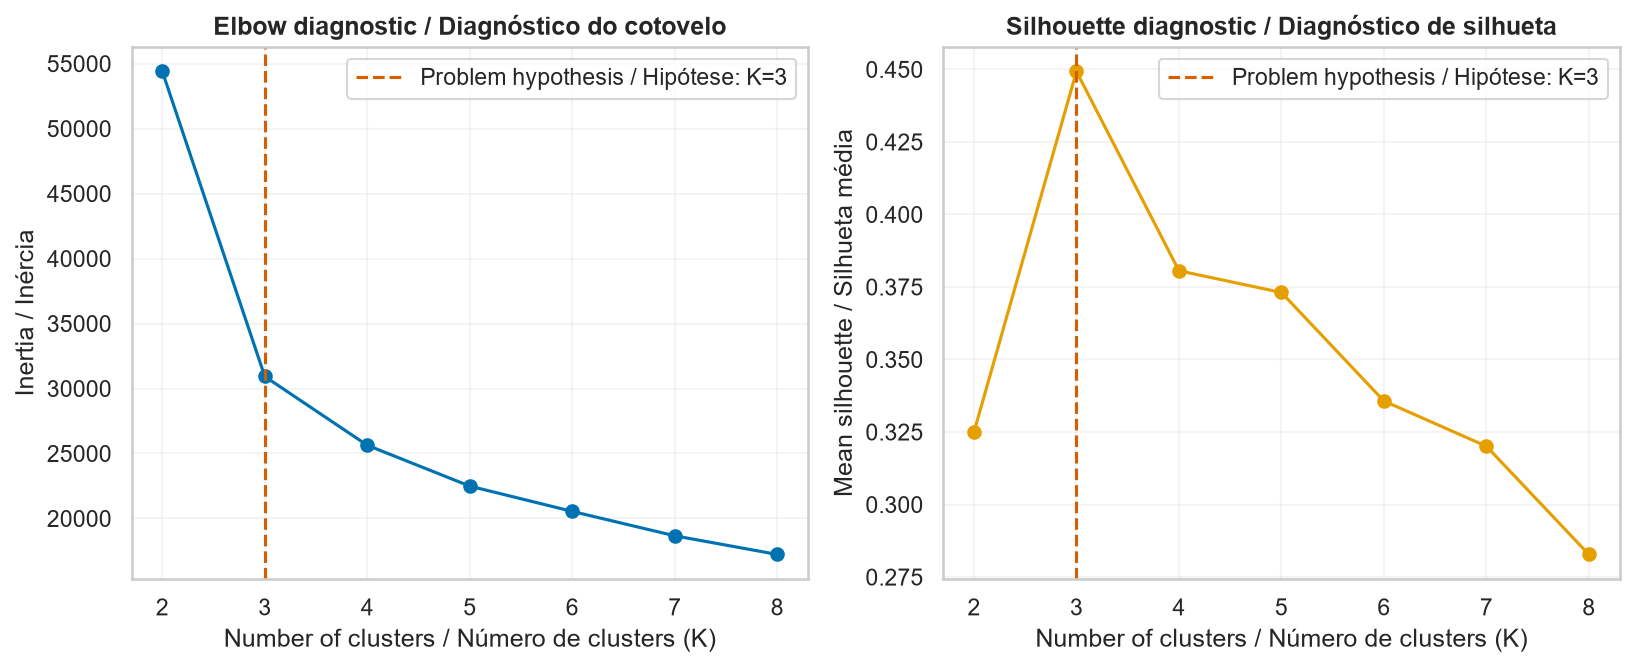 Elbow diagnostic / Diagnóstico do cotovelo
Problem hypothesis / Hipótese: K=3
Inertia / Inércia
55000
50000
45000
40000
35000
30000
25000
20000
2 3 4 5 6 7 8
Number of clusters / Número de clusters (K)
Silhouette diagnostic / Diagnóstico de silhueta
Problem hypothesis / Hipótese: K=3
Mean silhouette / Silhueta média
0.450
0.425
0.400
0.375
0.350
0.325
0.300
0.275
2 3 4 5 6 7 8
Number of clusters / Número de clusters (K)